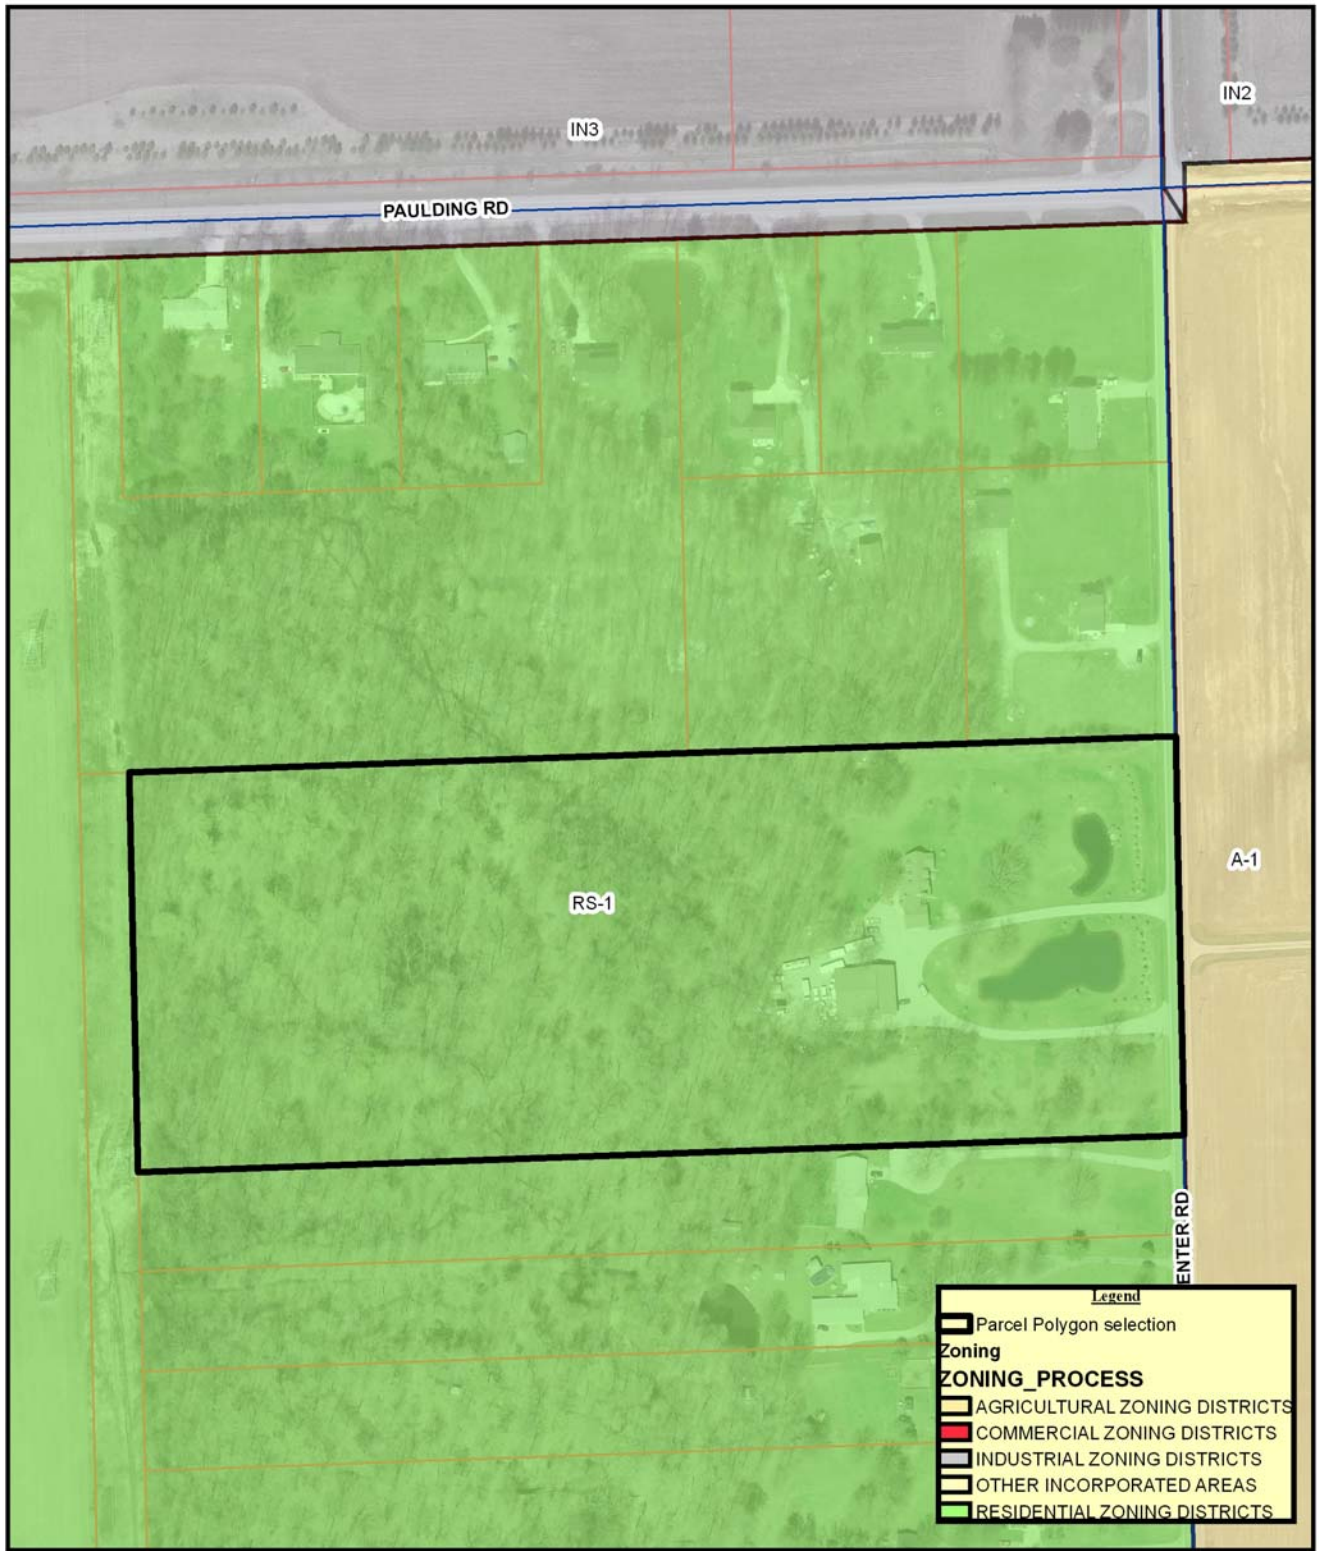 IN2
IN3
PAULDING RD
A-1
RS-1
ENTER RD
Legend
Parcel Polygon selection
Zoning
ZONING_PROCESS
AGRICULTURAL ZONING DISTRICTS
COMMERCIAL ZONING DISTRICTS
INDUSTRIAL ZONING DISTRICTS
OTHER INCORPORATED AREAS
RESIDENTIAL ZONING DISTRICTS